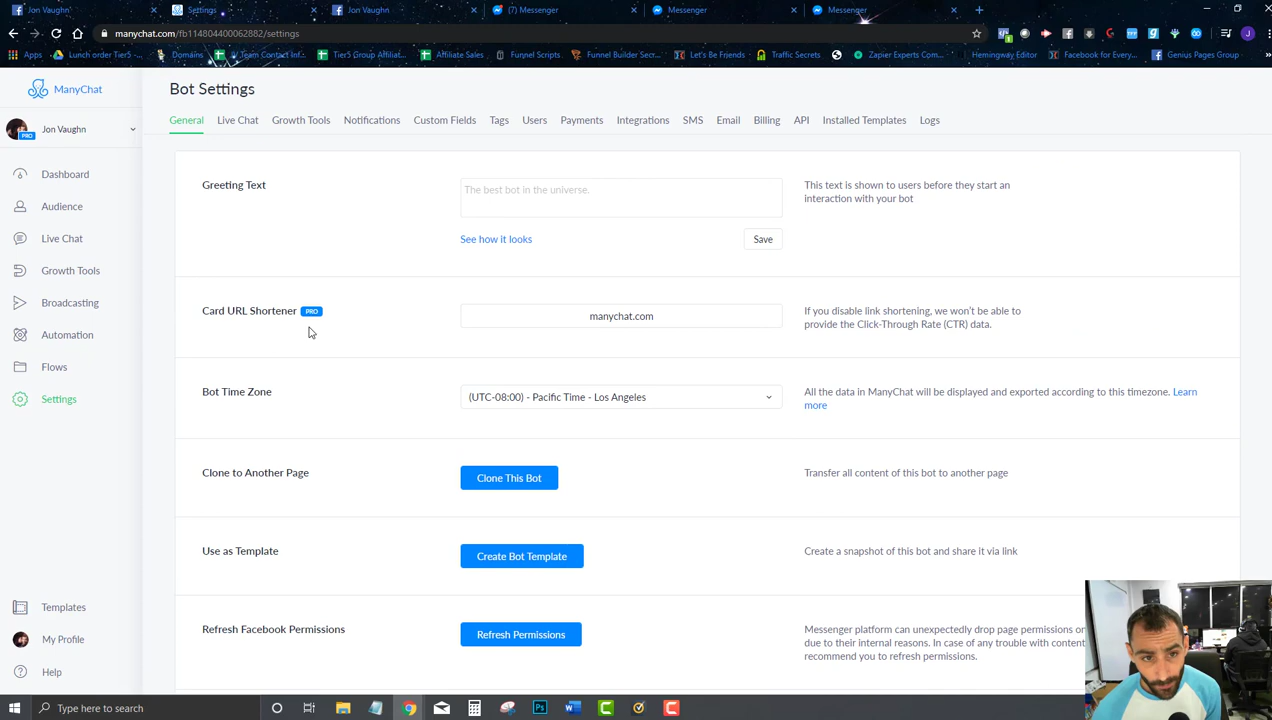 Jon Vaughn
Settings
Jon Vaughn
(7) Messenger
Messenger
Messenger
manychat.com/fb114804400062882/settings
Apps
Lunch order Tier5 -...
Domains
IV Team Contact Inf...
Tier5 Group Affiliat...
Affiliate Sales
Funnel Scripts
Funnel Builder Secr...
Let's Be Friends
Traffic Secrets
Zapier Experts Com...
Hemingway Editor
Facebook for Every...
Genius Pages Group
ManyChat
Jon Vaughn
PRO
Dashboard
Audience
Live Chat
Growth Tools
Broadcasting
Automation
Flows
Settings
Templates
My Profile
Help
Bot Settings
General Live Chat Growth Tools Notifications Custom Fields Tags Users Payments Integrations SMS Email Billing API Installed Templates Logs
Greeting Text
The best bot in the universe.
This text is shown to users before they start an
interaction with your bot
See how it looks
Save
Card URL Shortener PRO
manychat.com
If you disable link shortening, we won't be able to
provide the Click-Through Rate (CTR) data.
Bot Time Zone
(UTC-08:00) - Pacific Time - Los Angeles
All the data in ManyChat will be displayed and exported according to this timezone. Learn
more
Clone to Another Page
Clone This Bot
Transfer all content of this bot to another page
Use as Template
Create Bot Template
Create a snapshot of this bot and share it via link
Refresh Facebook Permissions
Refresh Permissions
Messenger platform can unexpectedly drop page permissions on
due to their internal reasons. In case of any trouble with content
recommend you to refresh permissions.
Type here to search